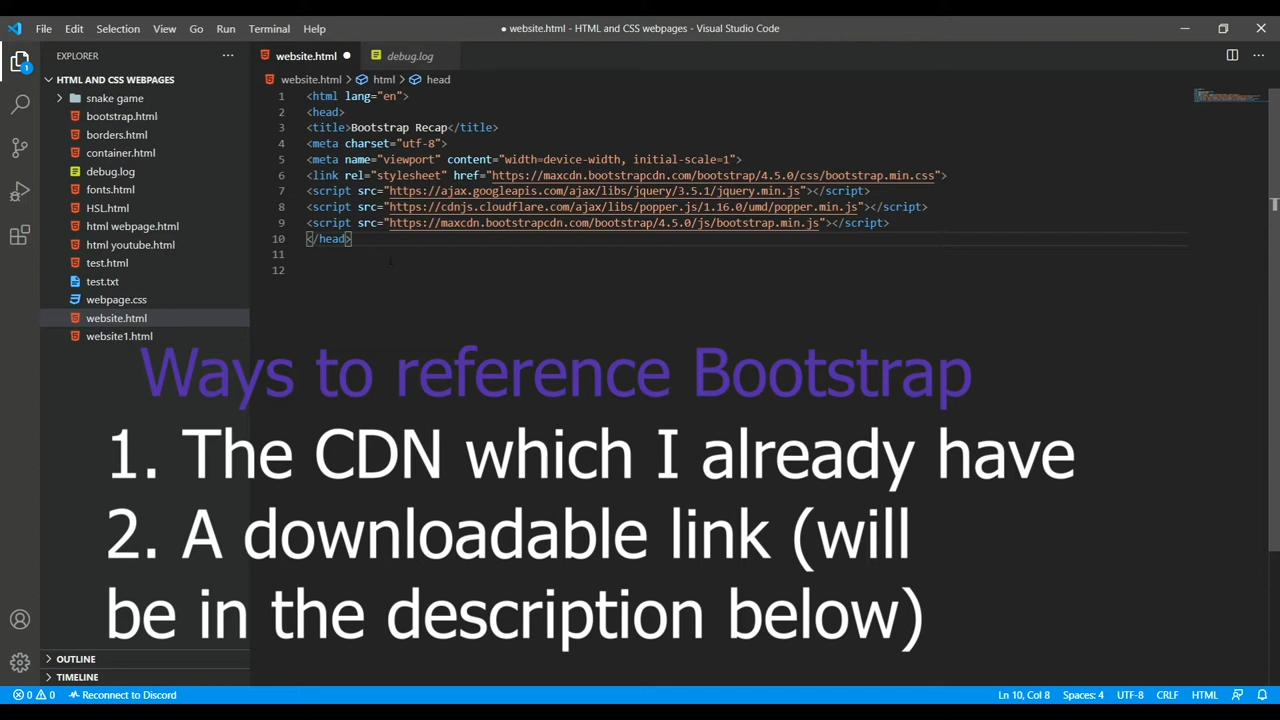 File Edit Selection View Go Run Terminal Help
● website.html - HTML and CSS webpages - Visual Studio Code
EXPLORER
website.html
debug.log
HTML AND CSS WEBPAGES
website.html > html > head
snake game
bootstrap.html
borders.html
container.html
debug.log
fonts.html
HSL.html
html webpage.html
html youtube.html
test.html
test.txt
webpage.css
website.html
website1.html
1 <html lang="en">
2 <head>
3 <title>Bootstrap Recap</title>
4 <meta charset="utf-8">
5 <meta name="viewport" content="width=device-width, initial-scale=1">
6 <link rel="stylesheet" href="https://maxcdn.bootstrapcdn.com/bootstrap/4.5.0/css/bootstrap.min.css">
7 <script src="https://ajax.googleapis.com/ajax/libs/jquery/3.5.1/jquery.min.js"></script>
8 <script src="https://cdnjs.cloudflare.com/ajax/libs/popper.js/1.16.0/umd/popper.min.js"></script>
9 <script src="https://maxcdn.bootstrapcdn.com/bootstrap/4.5.0/js/bootstrap.min.js"></script>
10 </head>
11
12
Ways to reference Bootstrap
1. The CDN which I already have
2. A downloadable link (will
be in the description below)
OUTLINE
TIMELINE
1
0 0 Reconnect to Discord
Ln 10, Col 8 Spaces: 4 UTF-8 CRLF HTML